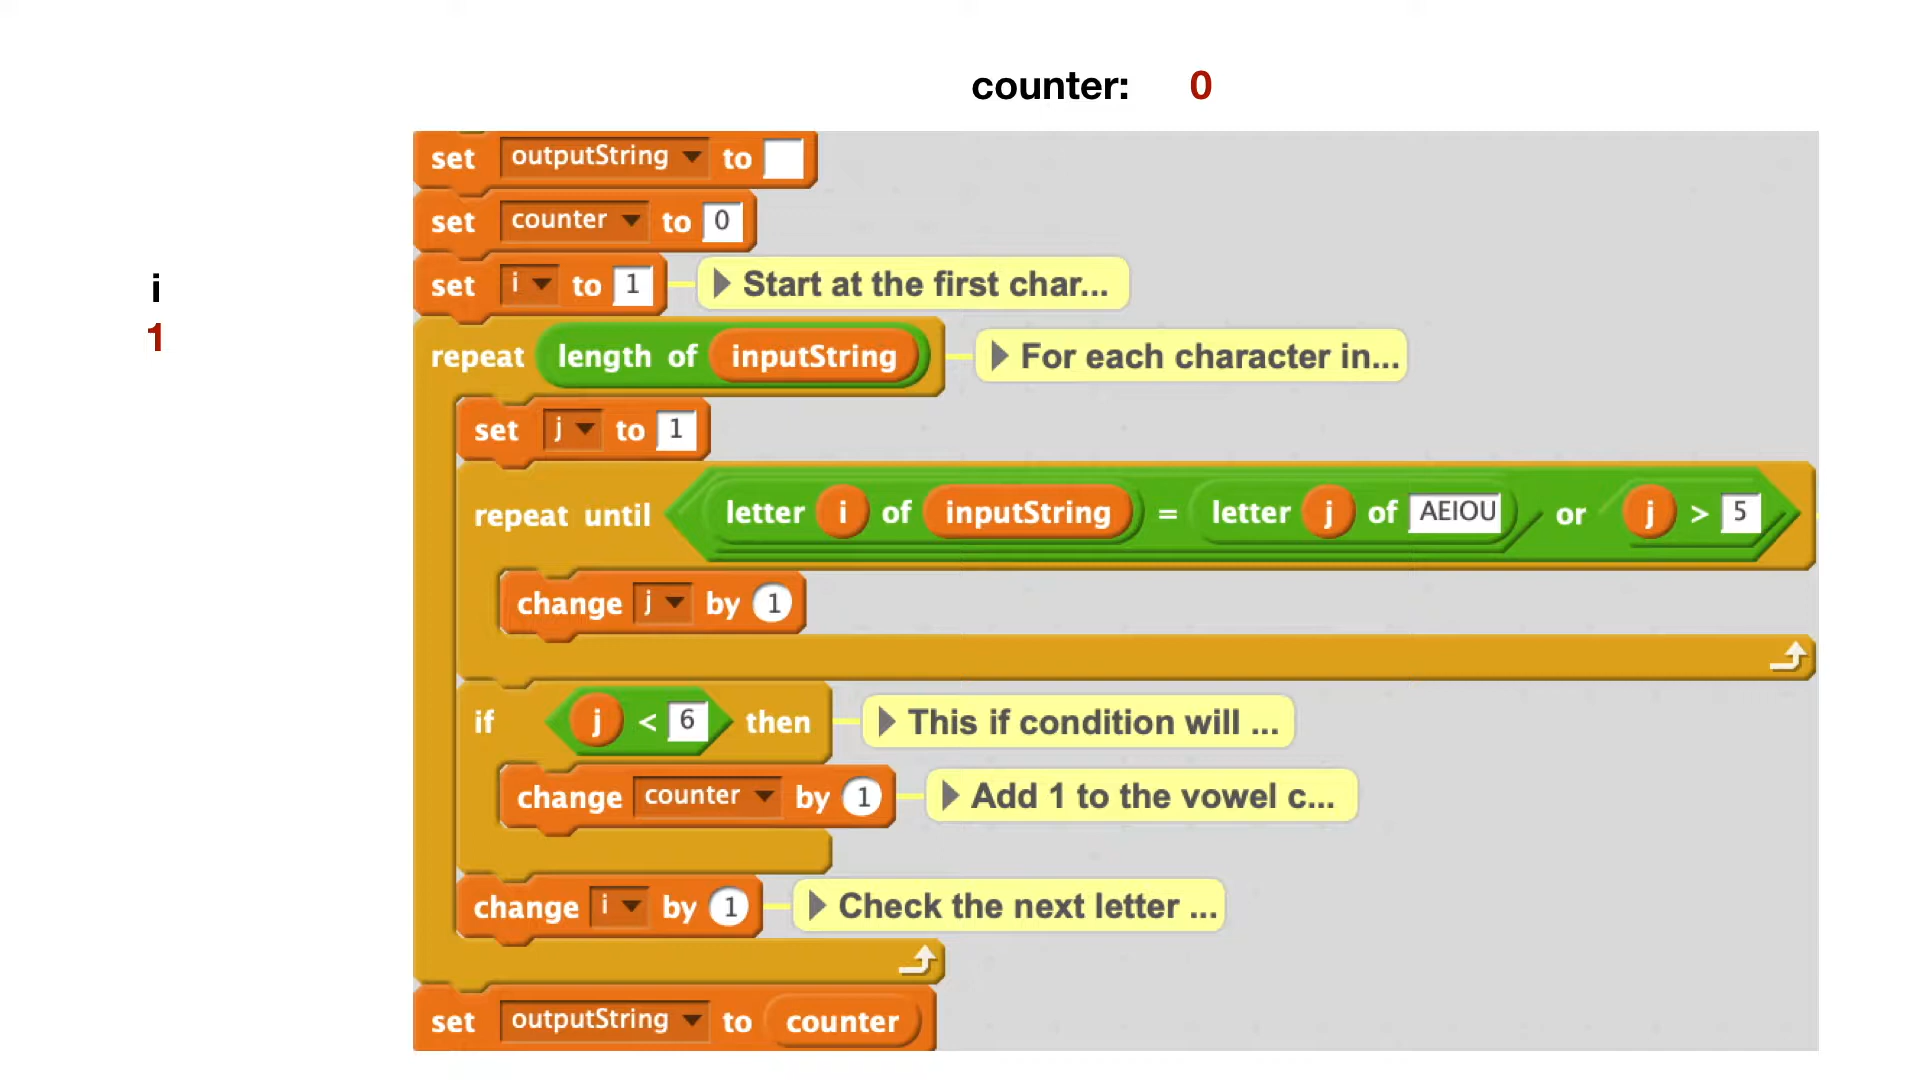 counter: 0
set outputString to
set counter to 0
i
set i to 1 Start at the first char...
1
repeat length of inputString For each character in...
set j to 1
repeat until letter i of inputString = letter j of AEIOU or j > 5
change j by 1
if j < 6 then This if condition will ...
change counter by 1 Add 1 to the vowel c...
change i by 1 Check the next letter ...
set outputString to counter